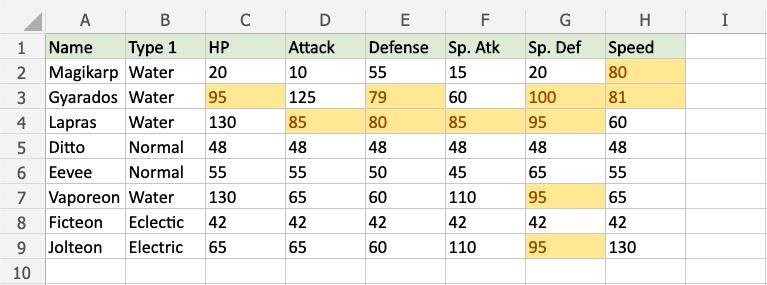 A B C D E F G H I
1 Name Type 1 HP Attack Defense Sp. Atk Sp. Def Speed
2 Magikarp Water 20 10 55 15 20 80
3 Gyarados Water 95 125 79 60 100 81
4 Lapras Water 130 85 80 85 95 60
5 Ditto Normal 48 48 48 48 48 48
6 Eevee Normal 55 55 50 45 65 55
7 Vaporeon Water 130 65 60 110 95 65
8 Ficteon Eclectic 42 42 42 42 42 42
9 Jolteon Electric 65 65 60 110 95 130
10